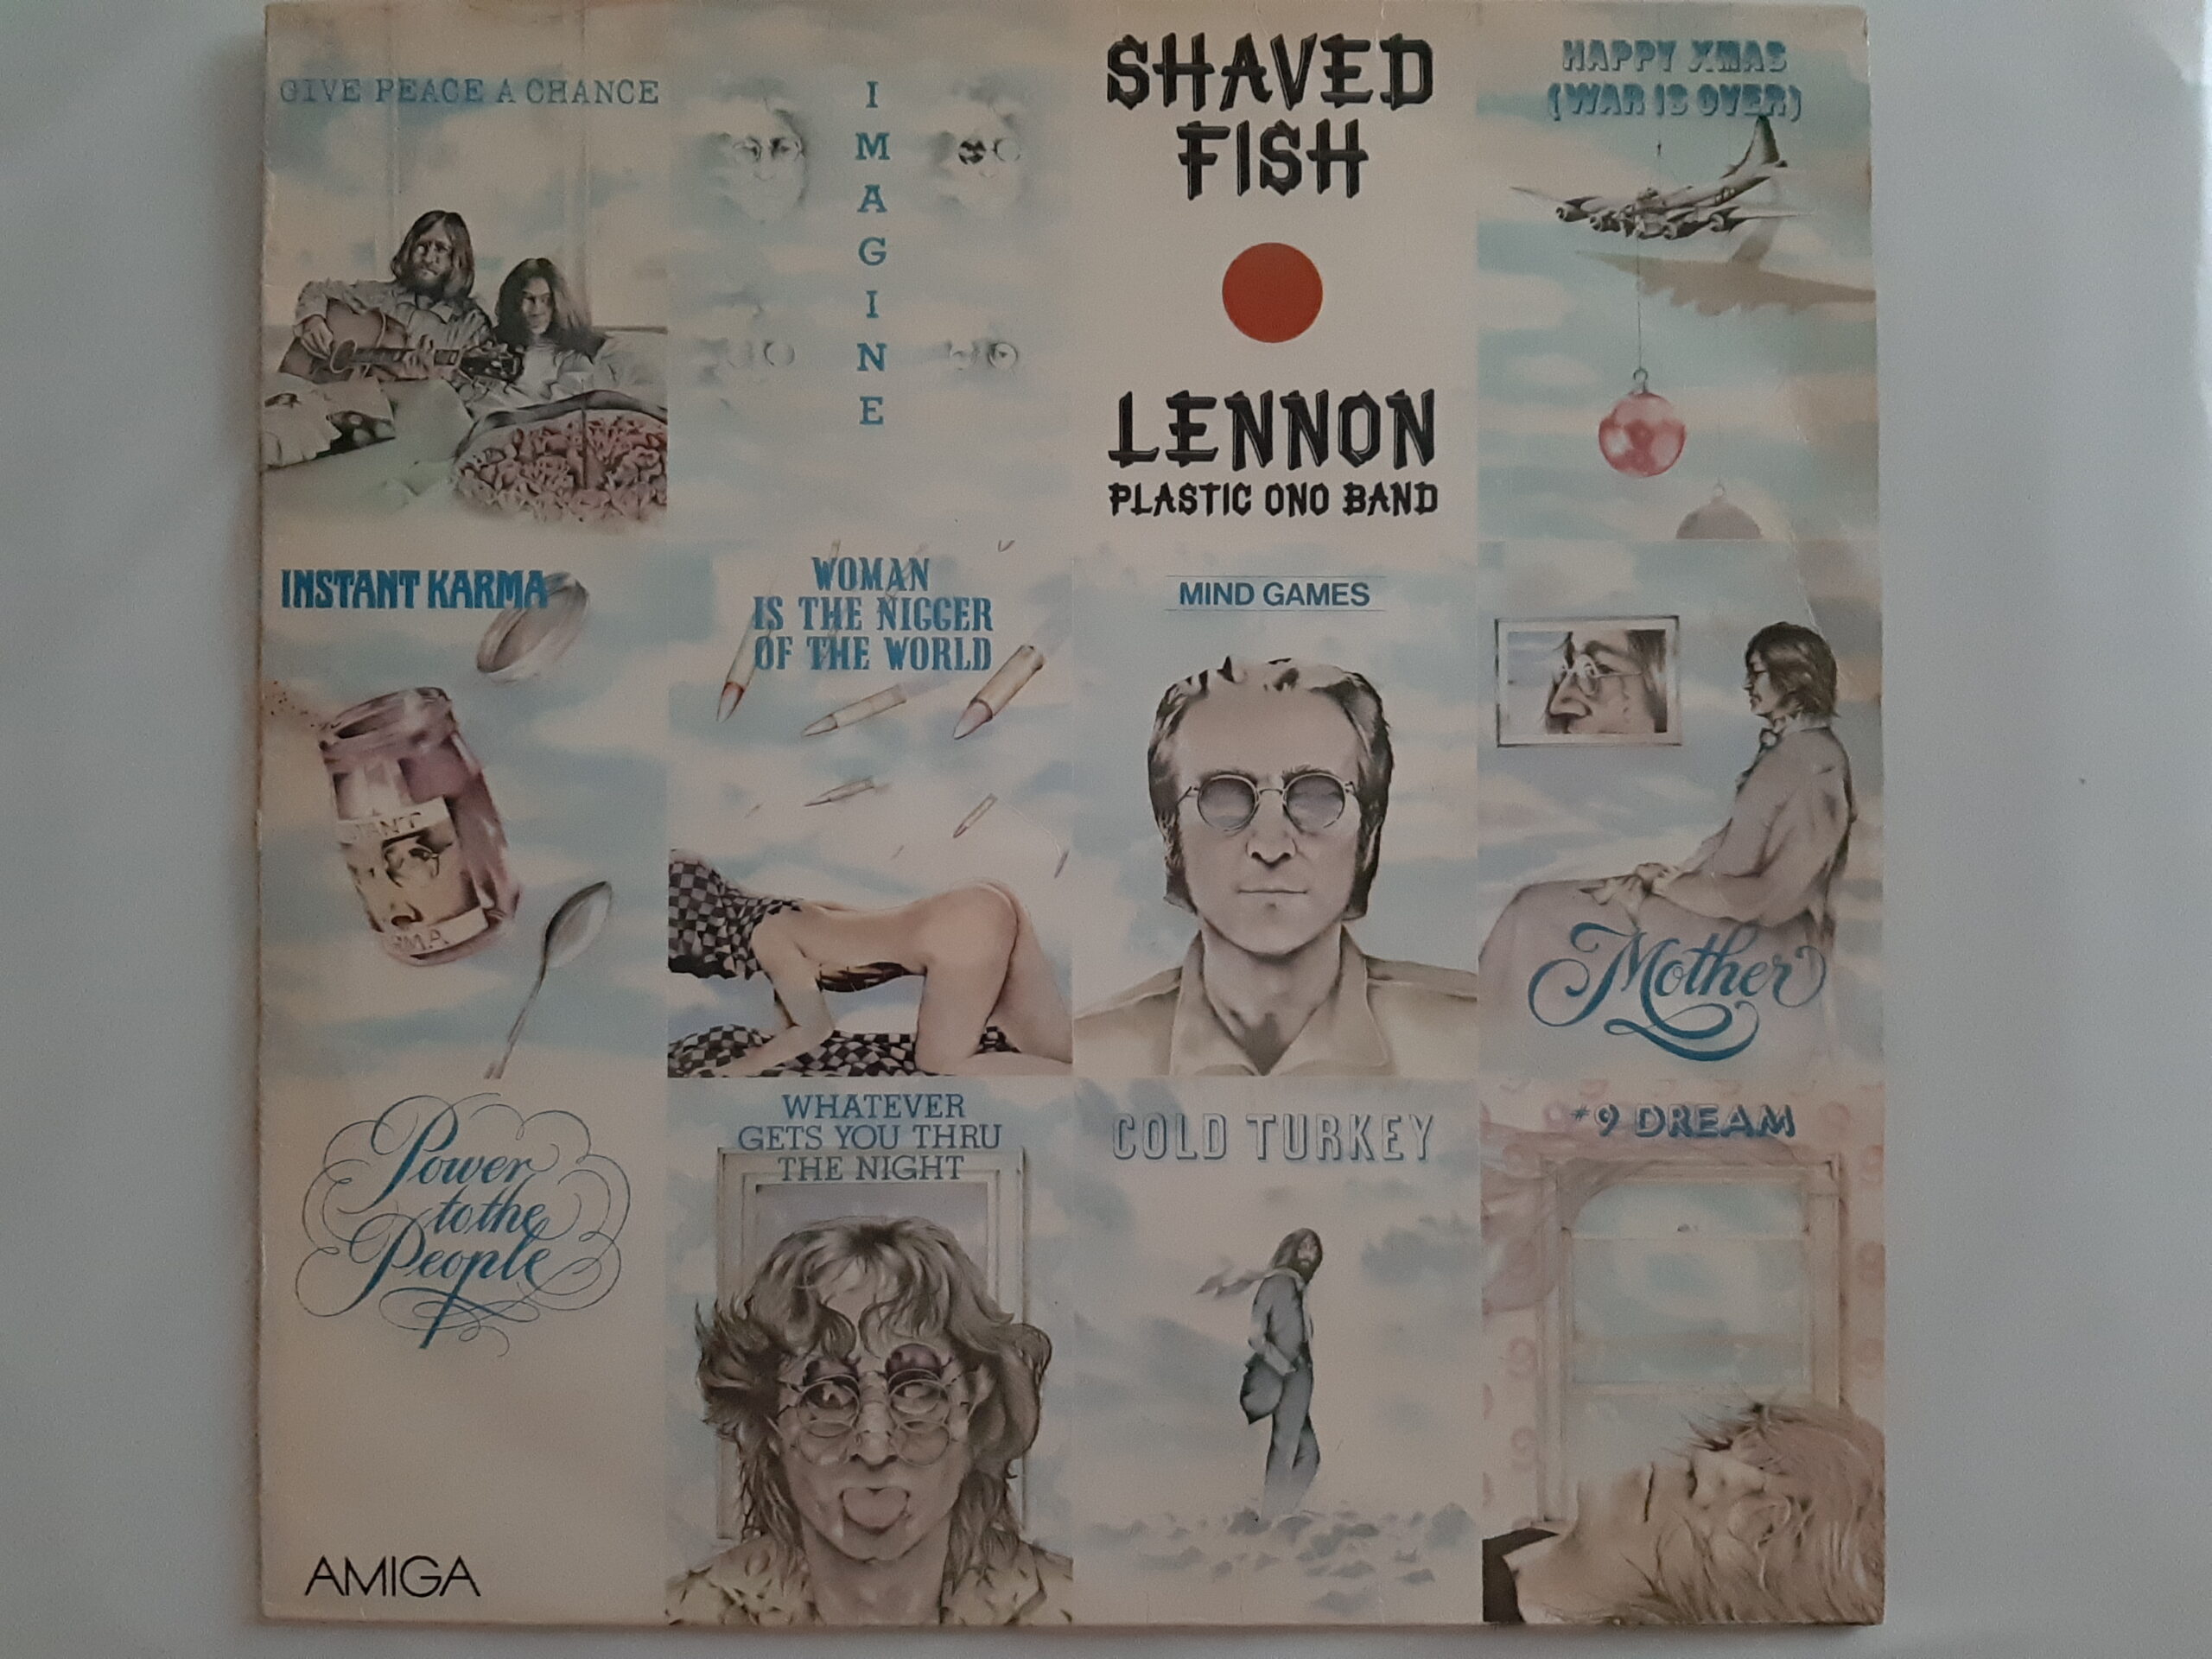 GIVE PEACE A CHANCE
I
M
A
G
I
N
E
SHAVED
FISH
LENNON
PLASTIC ONO BAND
HAPPY XMAS
(WAR IS OVER)
INSTANT KARMA
WOMAN
IS THE NIGGER
OF THE WORLD
MIND GAMES
Mother
Power
to the
People
AMIGA
WHATEVER
GETS YOU THRU
THE NIGHT
COLD TURKEY
#9 DREAM